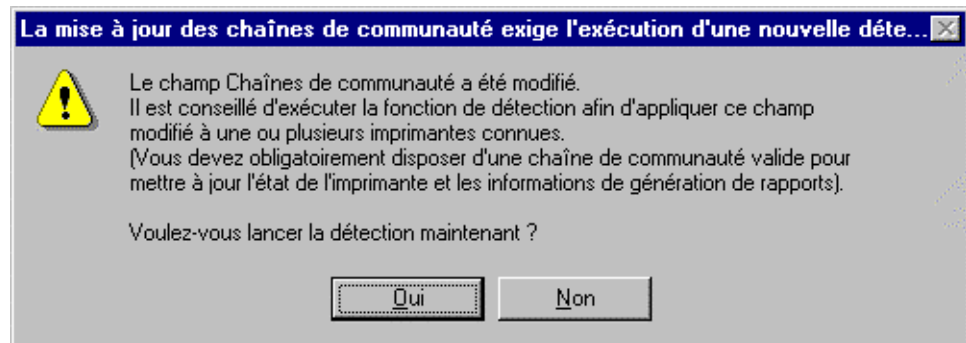 La mise à jour des chaînes de communauté exige l'exécution d'une nouvelle déte...
Le champ Chaînes de communauté a été modifié.
Il est conseillé d'exécuter la fonction de détection afin d'appliquer ce champ
modifié à une ou plusieurs imprimantes connues.
(Vous devez obligatoirement disposer d'une chaîne de communauté valide pour
mettre à jour l'état de l'imprimante et les informations de génération de rapports).
Voulez-vous lancer la détection maintenant ?
Oui Non